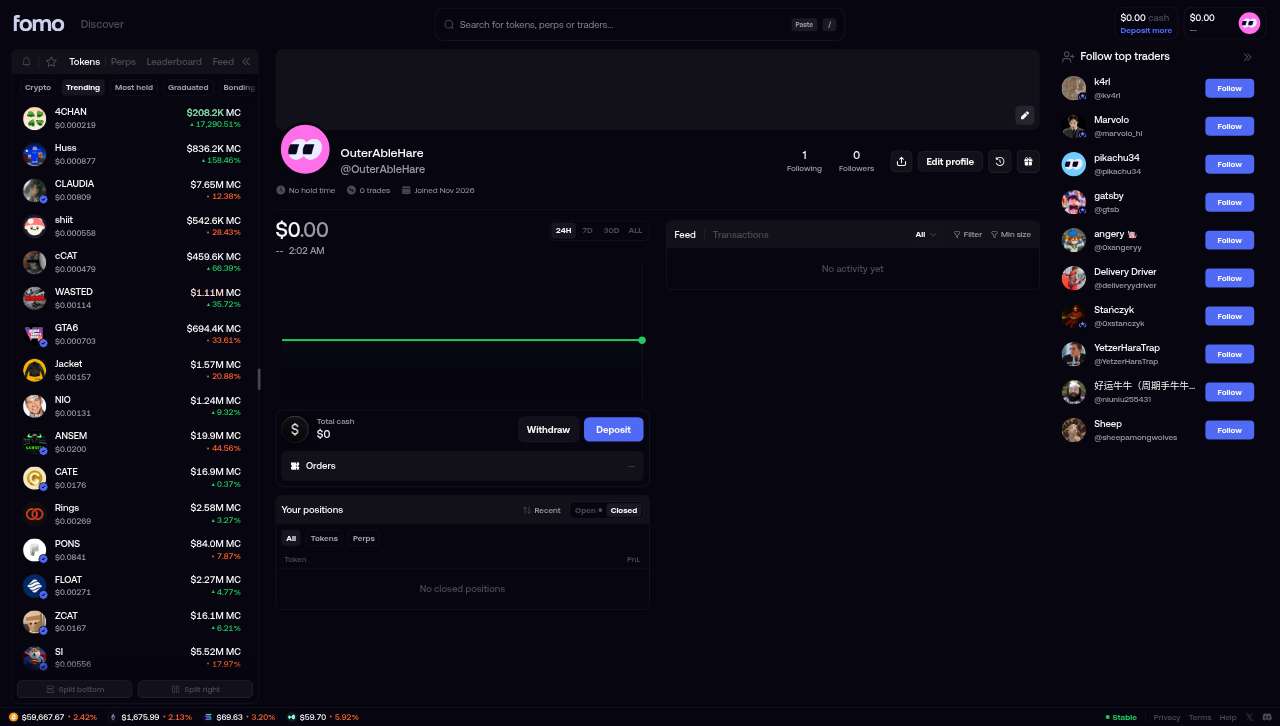 fomo
Discover
Search for tokens, perps or traders...
Paste
/
$0.00 cash
Deposit more
$0.00
—
Tokens
Perps
Leaderboard
Feed
Crypto
Trending
Most held
Graduated
Bonding
4CHAN $208.2K MC
$0.000219 17,290.51%
Huss $836.2K MC
$0.000877 158.46%
CLAUDIA $7.65M MC
$0.00809 12.38%
shiit $542.6K MC
$0.000558 28.43%
cCAT $459.6K MC
$0.000479 66.39%
WASTED $1.11M MC
$0.00114 35.72%
GTA6 $694.4K MC
$0.000703 33.61%
Jacket $1.57M MC
$0.00157 20.88%
NIO $1.24M MC
$0.00131 9.32%
ANSEM $19.9M MC
$0.0200 44.56%
CATE $16.9M MC
$0.0176 0.37%
Rings $2.58M MC
$0.00269 3.27%
PONS $84.0M MC
$0.0841 7.87%
FLOAT $2.27M MC
$0.00271 4.77%
ZCAT $16.1M MC
$0.0167 6.21%
SI $5.52M MC
$0.00556 17.97%
Split bottom
Split right
OuterAbleHare
@OuterAbleHare
1
Following
0
Followers
Edit profile
No hold time
0 trades
Joined Nov 2026
$0.00
-- 2:02 AM
24H 7D 30D ALL
Total cash
$0
Withdraw
Deposit
Orders —
Your positions
Recent
Open
Closed
All Tokens Perps
Token PnL
No closed positions
Feed
Transactions
All
Filter
Min size
No activity yet
Follow top traders
k4rl
@kv4rl
Follow
Marvolo
@marvolo_hl
Follow
pikachu34
@pikachu34
Follow
gatsby
@gtsb
Follow
angery
@0xangeryy
Follow
Delivery Driver
@deliveryydriver
Follow
Stańczyk
@0xstanczyk
Follow
YetzerHaraTrap
@YetzerHaraTrap
Follow
好运牛牛（周期手牛牛...
@niuniu255431
Follow
Sheep
@sheepamongwolves
Follow
$59,667.67 2.42%
$1,675.99 2.13%
$69.63 3.20%
$59.70 5.92%
Stable
Privacy
Terms
Help